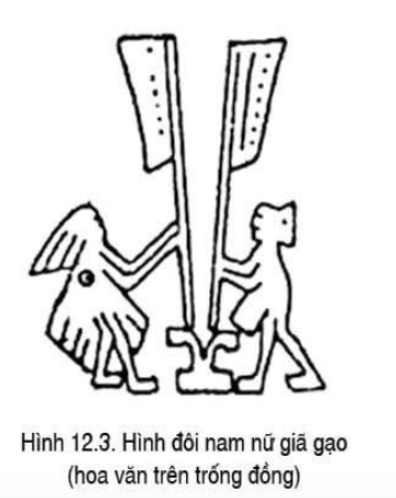 Hình 12.3. Hình đôi nam nữ giã gạo
(hoa văn trên trống đồng)